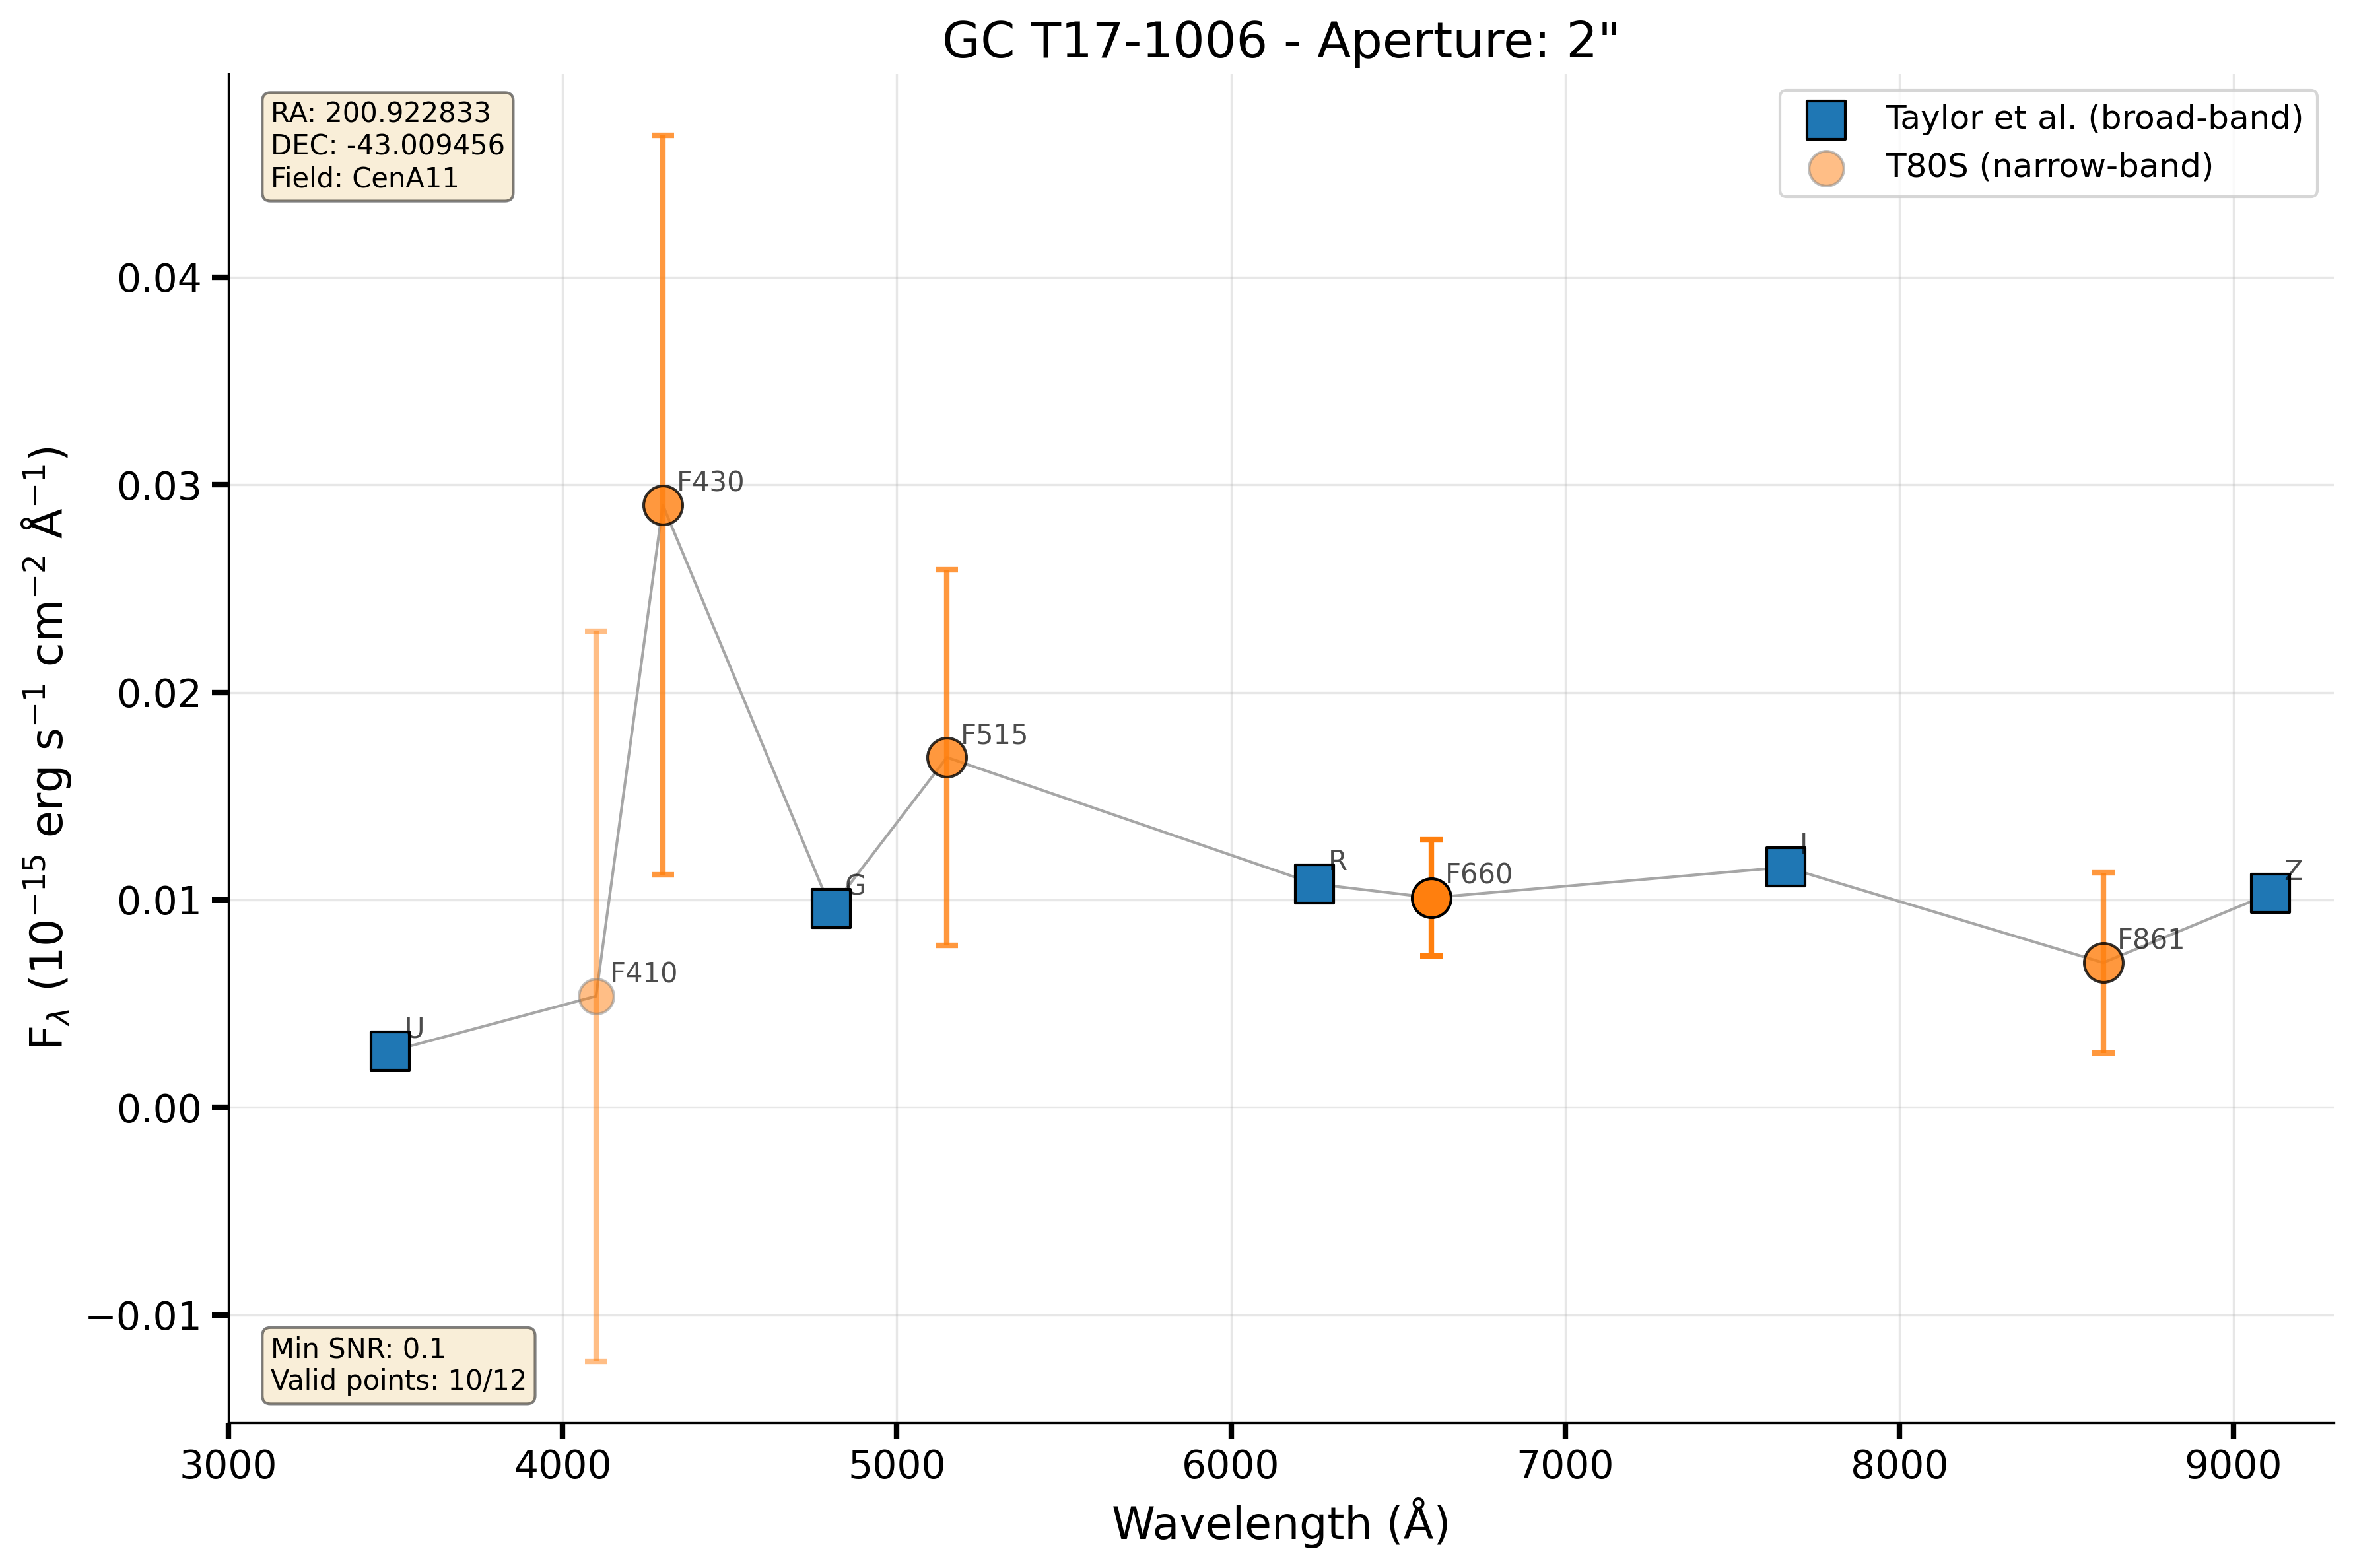 GC T17-1006 - Aperture: 2"
RA: 200.922833
DEC: -43.009456
Field: CenA11
Taylor et al. (broad-band)
T80S (narrow-band)
F_λ (10⁻¹⁵ erg s⁻¹ cm⁻² Å⁻¹)
0.04
0.03
0.02
0.01
0.00
−0.01
U
F410
F430
G
F515
R
F660
I
F861
Z
Min SNR: 0.1
Valid points: 10/12
3000 4000 5000 6000 7000 8000 9000
Wavelength (Å)